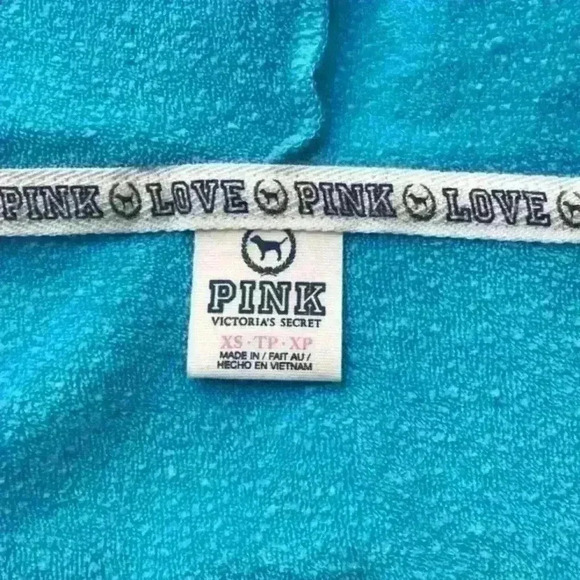 PINK LOVE PINK LOVE
PINK
VICTORIA'S SECRET
XS · TP · XP
MADE IN / FAIT AU /
HECHO EN VIETNAM